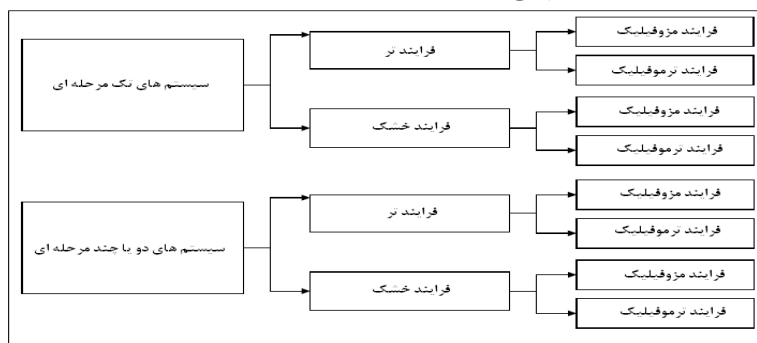 سیستم های تک مرحله ای
فرایند تر
فرایند مزوفیلیک
فرایند ترموفیلیک
فرایند خشک
فرایند مزوفیلیک
فرایند ترموفیلیک
سیستم های دو یا چند مرحله ای
فرایند تر
فرایند مزوفیلیک
فرایند ترموفیلیک
فرایند خشک
فرایند مزوفیلیک
فرایند ترموفیلیک